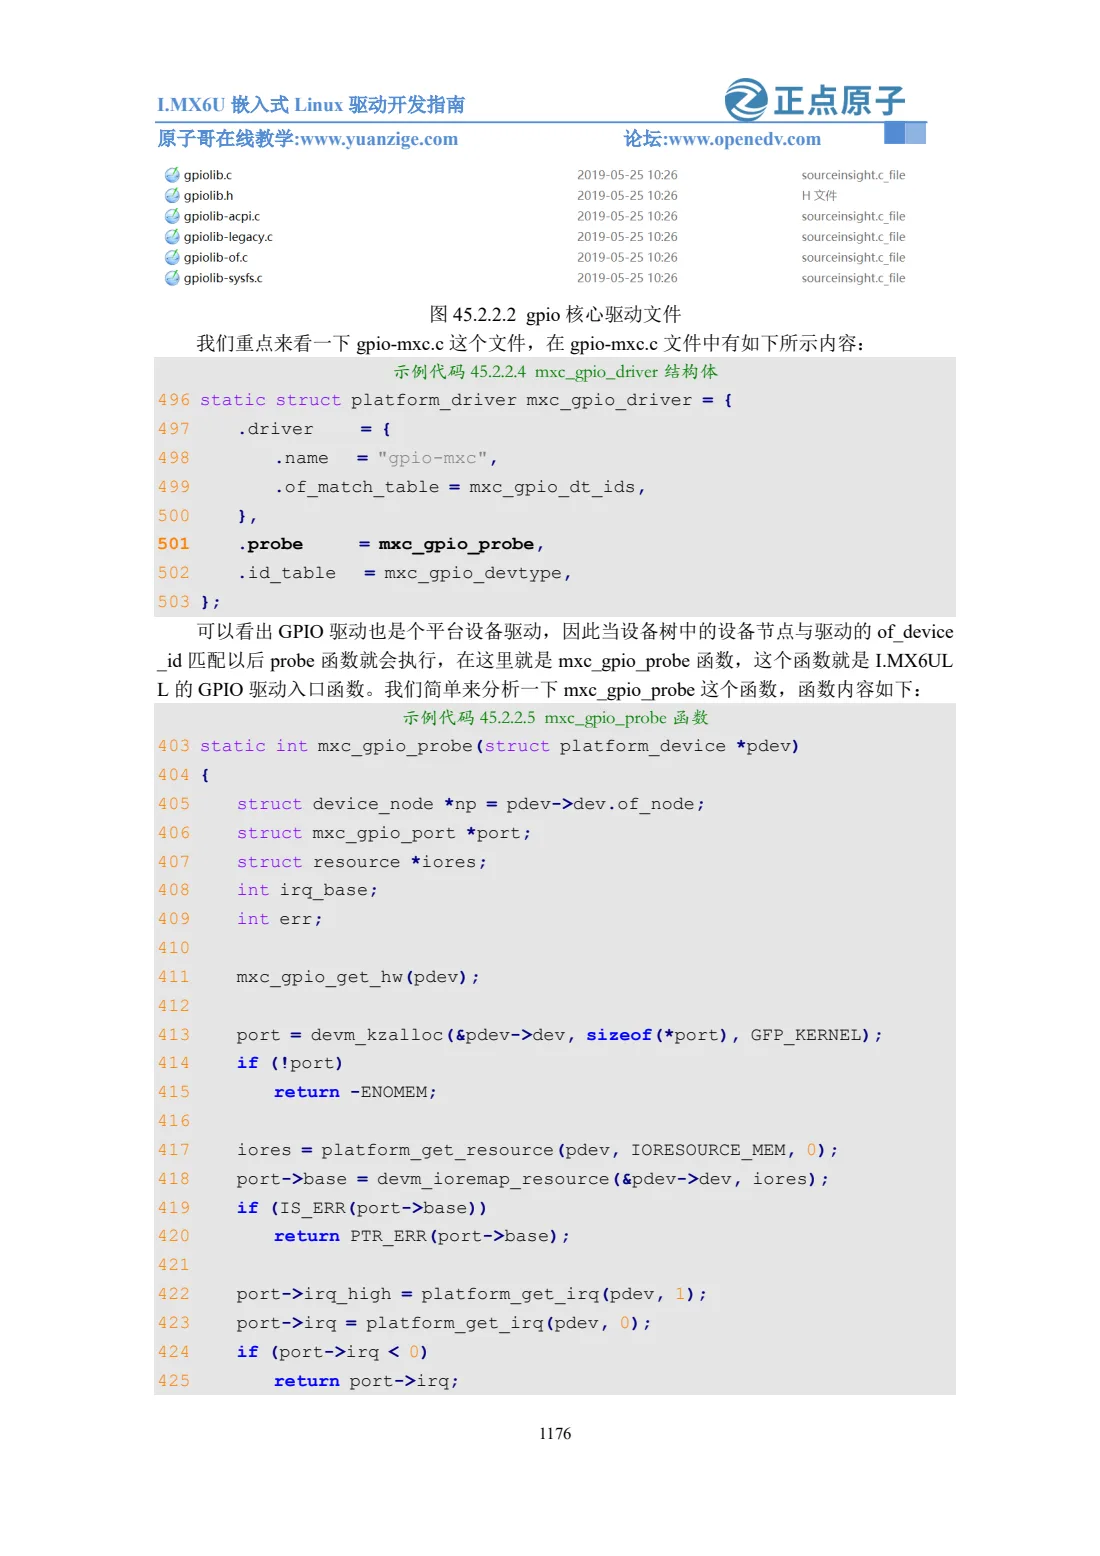 I.MX6U 嵌入式 Linux 驱动开发指南
正点原子
原子哥在线教学:www.yuanzige.com 论坛:www.openedv.com
gpiolib.c 2019-05-25 10:26 sourceinsight.c_file
gpiolib.h 2019-05-25 10:26 H 文件
gpiolib-acpi.c 2019-05-25 10:26 sourceinsight.c_file
gpiolib-legacy.c 2019-05-25 10:26 sourceinsight.c_file
gpiolib-of.c 2019-05-25 10:26 sourceinsight.c_file
gpiolib-sysfs.c 2019-05-25 10:26 sourceinsight.c_file
图 45.2.2.2 gpio 核心驱动文件
我们重点来看一下 gpio-mxc.c 这个文件，在 gpio-mxc.c 文件中有如下所示内容：
示例代码 45.2.2.4 mxc_gpio_driver 结构体
496 static struct platform_driver mxc_gpio_driver = {
497     .driver    = {
498         .name   = "gpio-mxc",
499         .of_match_table = mxc_gpio_dt_ids,
500     },
501     .probe     = mxc_gpio_probe,
502     .id_table   = mxc_gpio_devtype,
503 };
可以看出 GPIO 驱动也是个平台设备驱动，因此当设备树中的设备节点与驱动的 of_device
_id 匹配以后 probe 函数就会执行，在这里就是 mxc_gpio_probe 函数，这个函数就是 I.MX6UL
L 的 GPIO 驱动入口函数。我们简单来分析一下 mxc_gpio_probe 这个函数，函数内容如下：
示例代码 45.2.2.5 mxc_gpio_probe 函数
403 static int mxc_gpio_probe(struct platform_device *pdev)
404 {
405     struct device_node *np = pdev->dev.of_node;
406     struct mxc_gpio_port *port;
407     struct resource *iores;
408     int irq_base;
409     int err;
410
411     mxc_gpio_get_hw(pdev);
412
413     port = devm_kzalloc(&pdev->dev, sizeof(*port), GFP_KERNEL);
414     if (!port)
415         return -ENOMEM;
416
417     iores = platform_get_resource(pdev, IORESOURCE_MEM, 0);
418     port->base = devm_ioremap_resource(&pdev->dev, iores);
419     if (IS_ERR(port->base))
420         return PTR_ERR(port->base);
421
422     port->irq_high = platform_get_irq(pdev, 1);
423     port->irq = platform_get_irq(pdev, 0);
424     if (port->irq < 0)
425         return port->irq;
1176